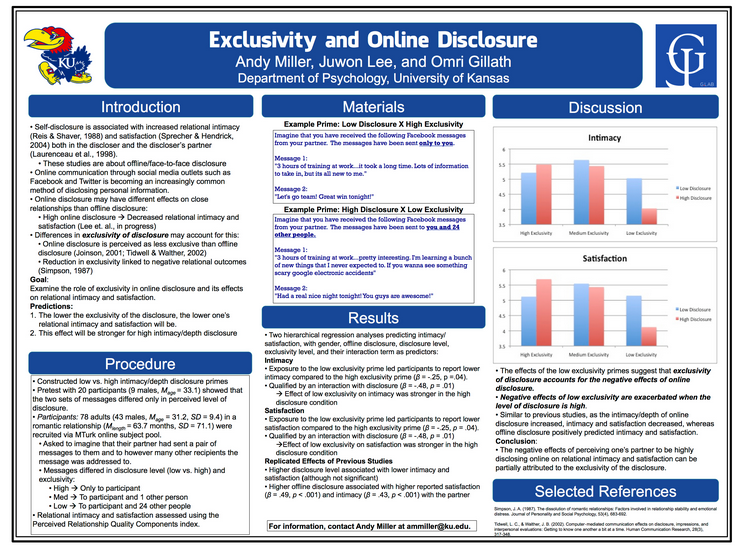 Exclusivity and Online Disclosure
Andy Miller, Juwon Lee, and Omri Gillath
Department of Psychology, University of Kansas
KU
G LAB
Introduction
• Self-disclosure is associated with increased relational intimacy
(Reis & Shaver, 1988) and satisfaction (Sprecher & Hendrick,
2004) both in the discloser and the discloser's partner
(Laurenceau et al., 1998).
• These studies are about offline/face-to-face disclosure
• Online communication through social media outlets such as
Facebook and Twitter is becoming an increasingly common
method of disclosing personal information.
• Online disclosure may have different effects on close
relationships than offline disclosure:
• High online disclosure → Decreased relational intimacy and
satisfaction (Lee et. al., in progress)
• Differences in exclusivity of disclosure may account for this:
• Online disclosure is perceived as less exclusive than offline
disclosure (Joinson, 2001; Tidwell & Walther, 2002)
• Reduction in exclusivity linked to negative relational outcomes
(Simpson, 1987)
Goal:
Examine the role of exclusivity in online disclosure and its effects
on relational intimacy and satisfaction.
Predictions:
1. The lower the exclusivity of the disclosure, the lower one's
relational intimacy and satisfaction will be.
2. This effect will be stronger for high intimacy/depth disclosure
Procedure
• Constructed low vs. high intimacy/depth disclosure primes
• Pretest with 20 participants (9 males, Mage = 33.1) showed that
the two sets of messages differed only in perceived level of
disclosure.
• Participants: 78 adults (43 males, Mage = 31.2, SD = 9.4) in a
romantic relationship (Mlength = 63.7 months, SD = 71.1) were
recruited via MTurk online subject pool.
• Asked to imagine that their partner had sent a pair of
messages to them and to however many other recipients the
message was addressed to.
• Messages differed in disclosure level (low vs. high) and
exclusivity:
• High → Only to participant
• Med → To participant and 1 other person
• Low → To participant and 24 other people
• Relational intimacy and satisfaction assessed using the
Perceived Relationship Quality Components index.
Materials
Example Prime: Low Disclosure X High Exclusivity
Imagine that you have received the following Facebook messages
from your partner. The messages have been sent only to you.
Message 1:
"3 hours of training at work...it took a long time. Lots of information
to take in, but its all new to me."
Message 2:
"Let's go team! Great win tonight!"
Example Prime: High Disclosure X Low Exclusivity
Imagine that you have received the following Facebook messages
from your partner. The messages have been sent to you and 24
other people.
Message 1:
"3 hours of training at work...pretty interesting. I'm learning a bunch
of new things that I never expected to. If you wanna see something
scary google electronic accidents"
Message 2:
"Had a real nice night tonight! You guys are awesome!"
Results
• Two hierarchical regression analyses predicting intimacy/
satisfaction, with gender, offline disclosure, disclosure level,
exclusivity level, and their interaction term as predictors:
Intimacy
• Exposure to the low exclusivity prime led participants to report lower
intimacy compared to the high exclusivity prime (β = -.25, p =.04).
• Qualified by an interaction with disclosure (β = -.48, p = .01)
→ Effect of low exclusivity on intimacy was stronger in the high
disclosure condition
Satisfaction
• Exposure to the low exclusivity prime led participants to report lower
satisfaction compared to the high exclusivity prime (β = -.25, p = .04).
• Qualified by an interaction with disclosure (β = -.48, p = .01)
→Effect of low exclusivity on satisfaction was stronger in the high
disclosure condition
Replicated Effects of Previous Studies
• Higher disclosure level associated with lower intimacy and
satisfaction (although not significant)
• Higher offline disclosure associated with higher reported satisfaction
(β = .49, p < .001) and intimacy (β = .43, p < .001) with the partner
For information, contact Andy Miller at ammiller@ku.edu.
Discussion
Intimacy
6
5.5
5
4.5
4
3.5
High Exclusivity
Medium Exclusivity
Low Exclusivity
Low Disclosure
High Disclosure
Satisfaction
6
5.5
5
4.5
4
3.5
High Exclusivity
Medium Exclusivity
Low Exclusivity
Low Disclosure
High Disclosure
• The effects of the low exclusivity primes suggest that exclusivity
of disclosure accounts for the negative effects of online
disclosure.
• Negative effects of low exclusivity are exacerbated when the
level of disclosure is high.
• Similar to previous studies, as the intimacy/depth of online
disclosure increased, intimacy and satisfaction decreased, whereas
offline disclosure positively predicted intimacy and satisfaction.
Conclusion:
• The negative effects of perceiving one's partner to be highly
disclosing online on relational intimacy and satisfaction can be
partially attributed to the exclusivity of the disclosure.
Selected References
Simpson, J. A. (1987). The dissolution of romantic relationships: Factors involved in relationship stability and emotional
distress. Journal of Personality and Social Psychology, 53(4), 683-692.
Tidwell, L. C., & Walther, J. B. (2002). Computer-mediated communication effects on disclosure, impressions, and
interpersonal evaluations: Getting to know one another a bit at a time. Human Communication Research, 28(3),
317-348.